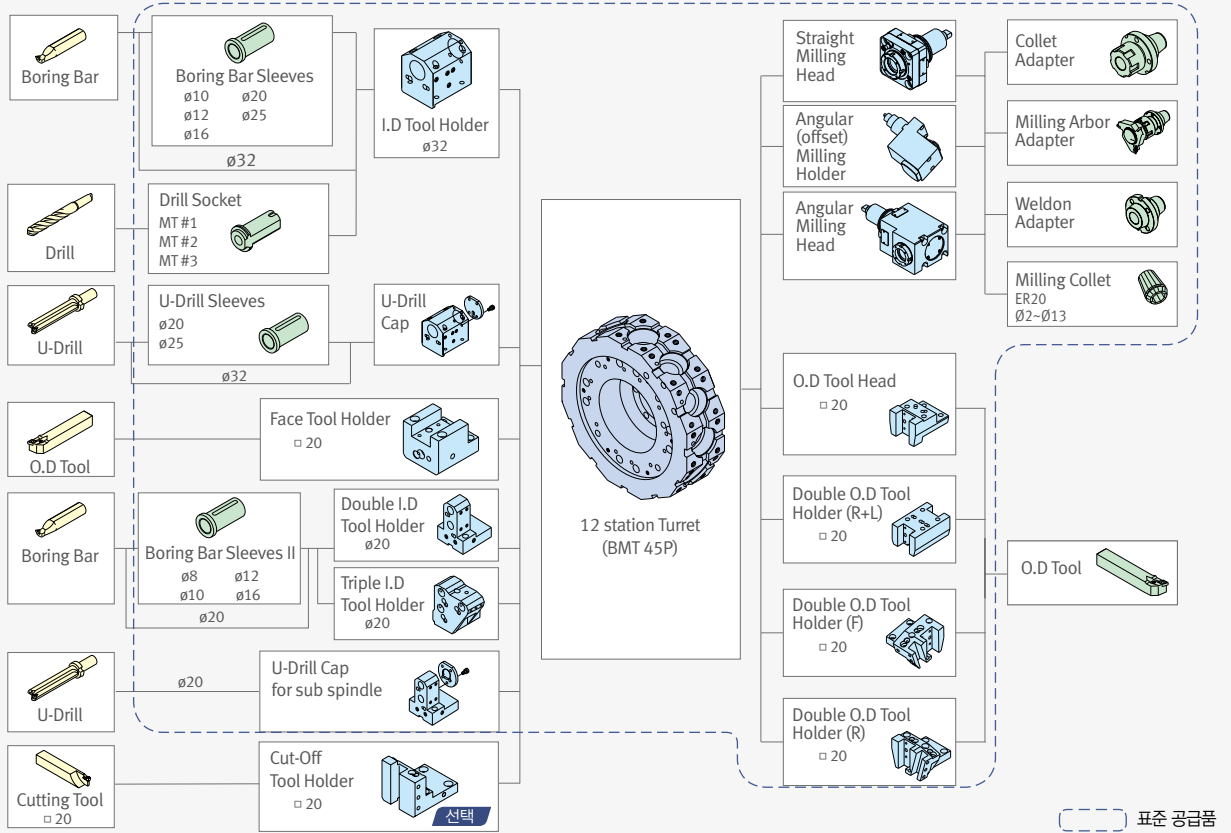 Boring Bar
Boring Bar Sleeves
ø10 ø20
ø12 ø25
ø16
ø32
I.D Tool Holder
ø32
Drill
Drill Socket
MT #1
MT #2
MT #3
U-Drill
U-Drill Sleeves
ø20
ø25
ø32
U-Drill
Cap
O.D Tool
Face Tool Holder
□ 20
Boring Bar
Boring Bar Sleeves II
ø8 ø12
ø10 ø16
ø20
Double I.D
Tool Holder
ø20
Triple I.D
Tool Holder
ø20
U-Drill
ø20
U-Drill Cap
for sub spindle
Cutting Tool
□ 20
Cut-Off
Tool Holder
□ 20
선택
12 station Turret
(BMT 45P)
Straight
Milling
Head
Angular
(offset)
Milling
Holder
Angular
Milling
Head
Collet
Adapter
Milling Arbor
Adapter
Weldon
Adapter
Milling Collet
ER20
Ø2~Ø13
O.D Tool Head
□ 20
Double O.D Tool
Holder (R+L)
□ 20
Double O.D Tool
Holder (F)
□ 20
Double O.D Tool
Holder (R)
□ 20
O.D Tool
표준 공급품